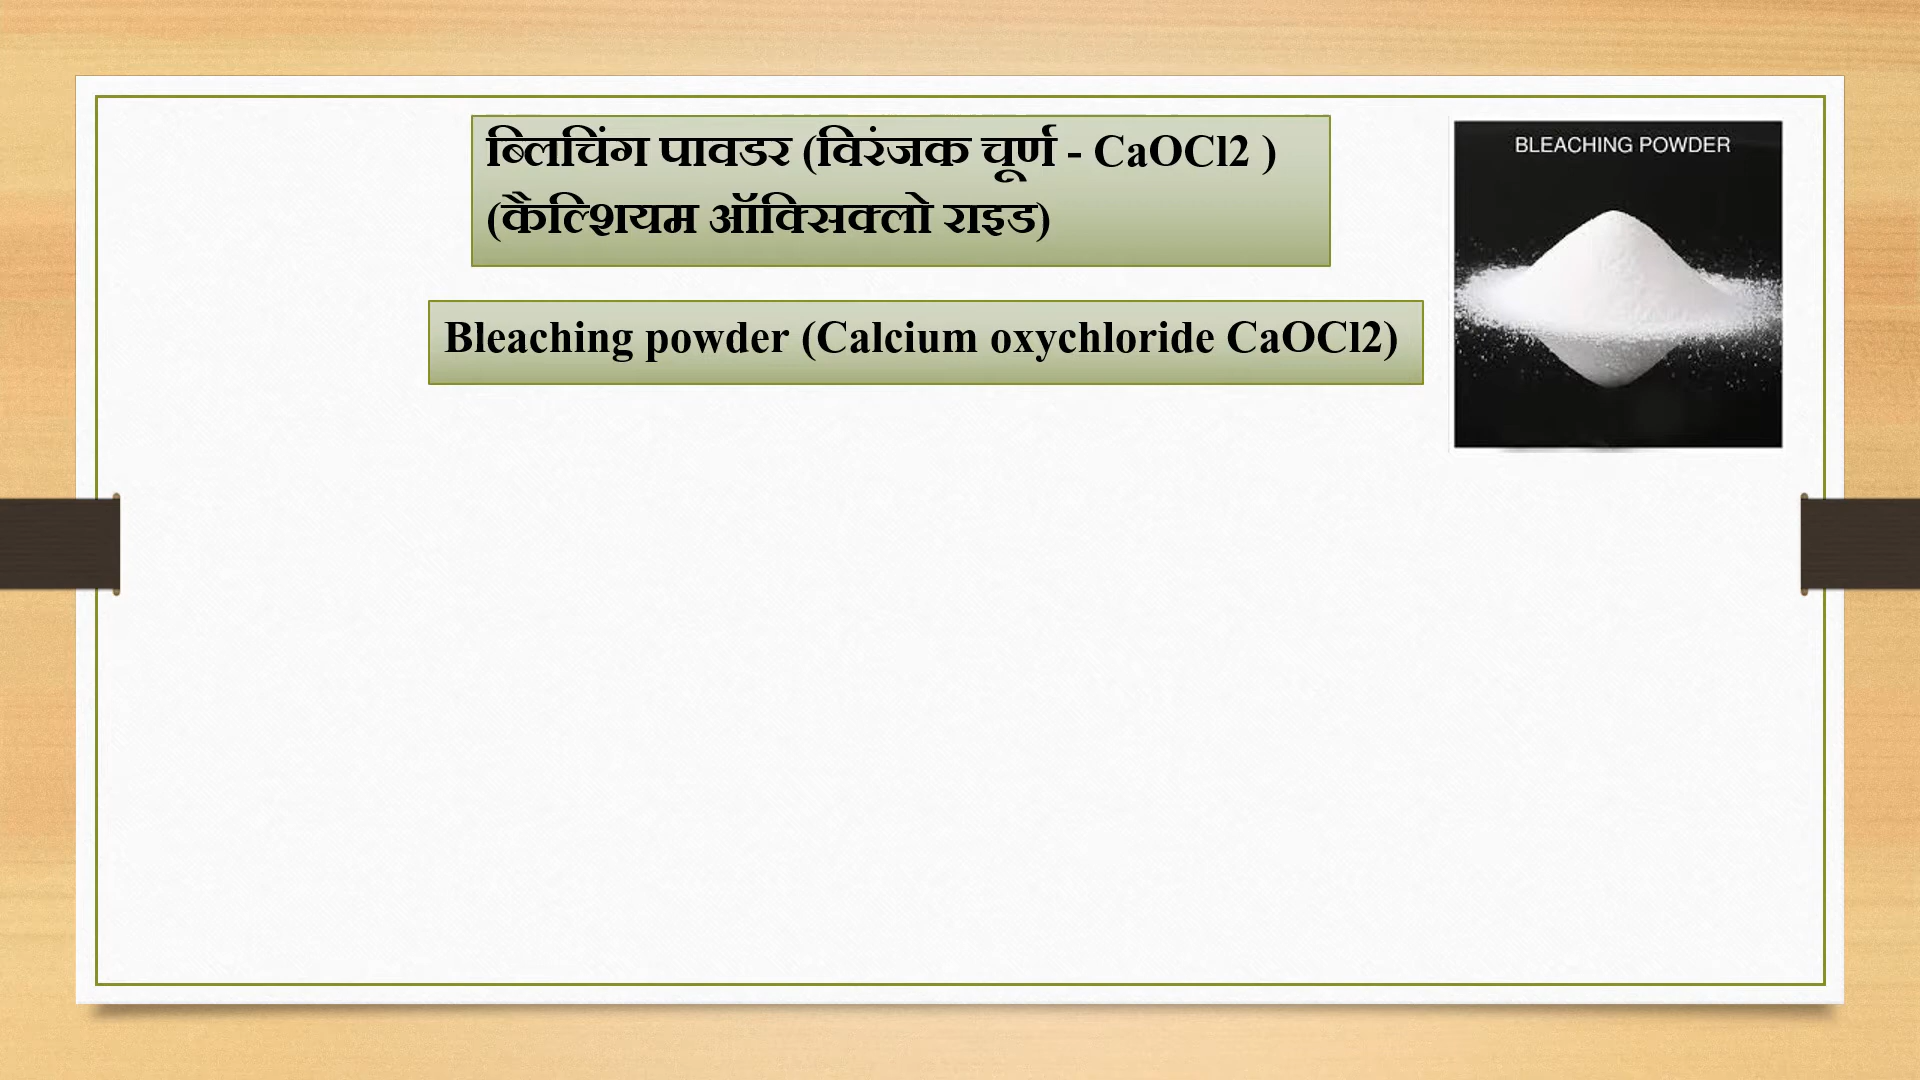 ब्लिचिंग पावडर (विरंजक चूर्ण - CaOCl2 )
(कैल्शियम ऑक्सिक्लो राइड)
BLEACHING POWDER
Bleaching powder (Calcium oxychloride CaOCl2)